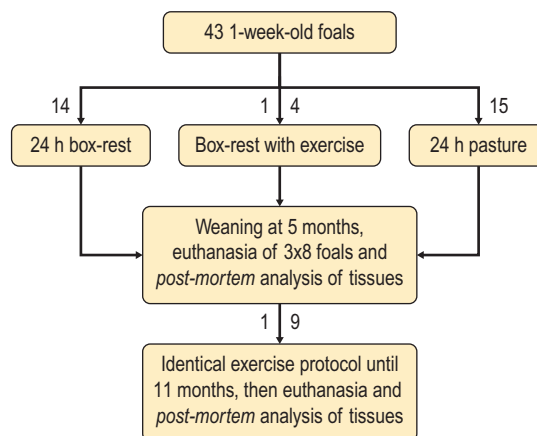 43 1-week-old foals
14
1 4
15
24 h box-rest
Box-rest with exercise
24 h pasture
Weaning at 5 months,
euthanasia of 3x8 foals and
post-mortem analysis of tissues
1 9
Identical exercise protocol until
11 months, then euthanasia and
post-mortem analysis of tissues